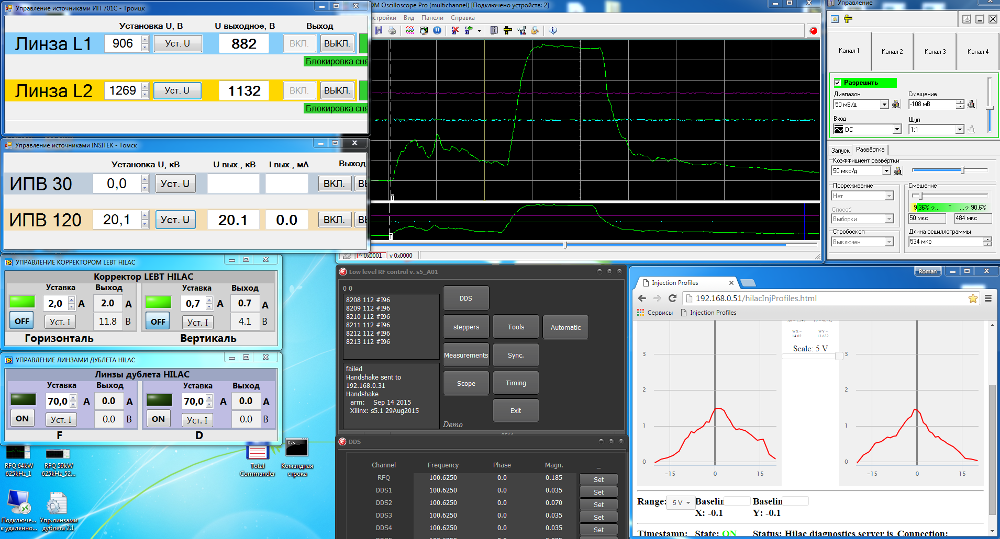 Управление источниками ИП 701С - Троицк
Установка U, В
U выходное, В
Выход
Линза L1
906
Уст. U
882
ВКЛ.
ВЫКЛ.
Блокировка сня
Линза L2
1269
Уст. U
1132
ВКЛ.
ВЫКЛ.
Блокировка сня
Управление источниками INSITEK - Томск
Установка U, кВ
U вых., кВ
I вых., мА
Выход
ИПВ 30
0,0
Уст. U
ВКЛ.
ИПВ 120
20,1
Уст. U
20.1
0.0
ВКЛ.
УПРАВЛЕНИЕ КОРРЕКТОРОМ LEBT HILAC
Корректор LEBT HILAC
Уставка Выход Уставка Выход
2,0 A 2.0 A 0,7 A 0.7 A
OFF Уст. I 11.8 В OFF Уст. I 4.1 В
Горизонталь Вертикаль
УПРАВЛЕНИЕ ЛИНЗАМИ ДУБЛЕТА HILAC
Линзы дублета HILAC
Уставка Выход Уставка Выход
70,0 A 0.0 A 70,0 A 0.0 A
ON Уст. I 0.0 В ON Уст. I 0.0 В
F D
RFQ 64kW
625kHz_1
RFQ 59kW
625kHz_52...
Total
Commander
Командная
строка
Подключе...
к удаленно...
Упр.линзами
дублета 2.1
OM Oscilloscope Pro (multichannel) [Подключено устройств: 2]
стройки Вид Панели Справка
T
T
^ 0x0001 v 0x0000
Управление
Канал 1 Канал 2 Канал 3 Канал 4
Разрешить
Диапазон Смещение
50 мВ/д -108 мВ
Вход Щуп
DC 1:1
Запуск Развёртка
Коэффициент развёртки
50 мкс/д
Прореживание Смещение
Нет
9,36% ->... T ...-> 90,6%
Способ
Выборки
50 мкс 484 мкс
Стробоскоп
Выключен
Длина осциллограммы
534 мкс
Low level RF control v. s5_A01
0 0
8208 112 #I96
8209 112 #I96
8210 112 #I96
8211 112 #I96
8212 112 #I96
8213 112 #I96
failed
Handshake sent to
192.168.0.31
Handshake
arm: Sep 14 2015
Xilinx: s5.1 29Aug2015
DDS
steppers Tools Automatic
Measurements Sync.
Scope Timing
Exit
Demo
DDS
Channel Frequency Phase Magn. _
RFQ 100.6250 0.0 0.185 Set
DDS1 100.6250 0.0 0.035 Set
DDS2 100.6250 0.0 0.070 Set
DDS3 100.6250 0.0 0.035 Set
DDS4 100.6250 0.0 0.035 Set
Roman
Injection Profiles
192.168.0.51/hilacInjProfiles.html
Сервисы Injection Profiles
WX = WY =
14.02 13.632
Scale: 5 V
3
2
1
0
-15 0 15
3
2
1
0
-15 0 15
Range: 5 V Baselin Baselin
X: -0.1 Y: -0.1
Timestamp: State: ON Status: Hilac diagnostics server is Connection: